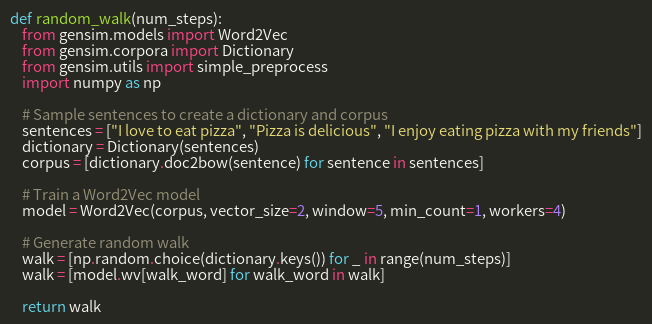 def random_walk(num_steps):
    from gensim.models import Word2Vec
    from gensim.corpora import Dictionary
    from gensim.utils import simple_preprocess
    import numpy as np

    # Sample sentences to create a dictionary and corpus
    sentences = ["I love to eat pizza", "Pizza is delicious", "I enjoy eating pizza with my friends"]
    dictionary = Dictionary(sentences)
    corpus = [dictionary.doc2bow(sentence) for sentence in sentences]

    # Train a Word2Vec model
    model = Word2Vec(corpus, vector_size=2, window=5, min_count=1, workers=4)

    # Generate random walk
    walk = [np.random.choice(dictionary.keys()) for _ in range(num_steps)]
    walk = [model.wv[walk_word] for walk_word in walk]

    return walk